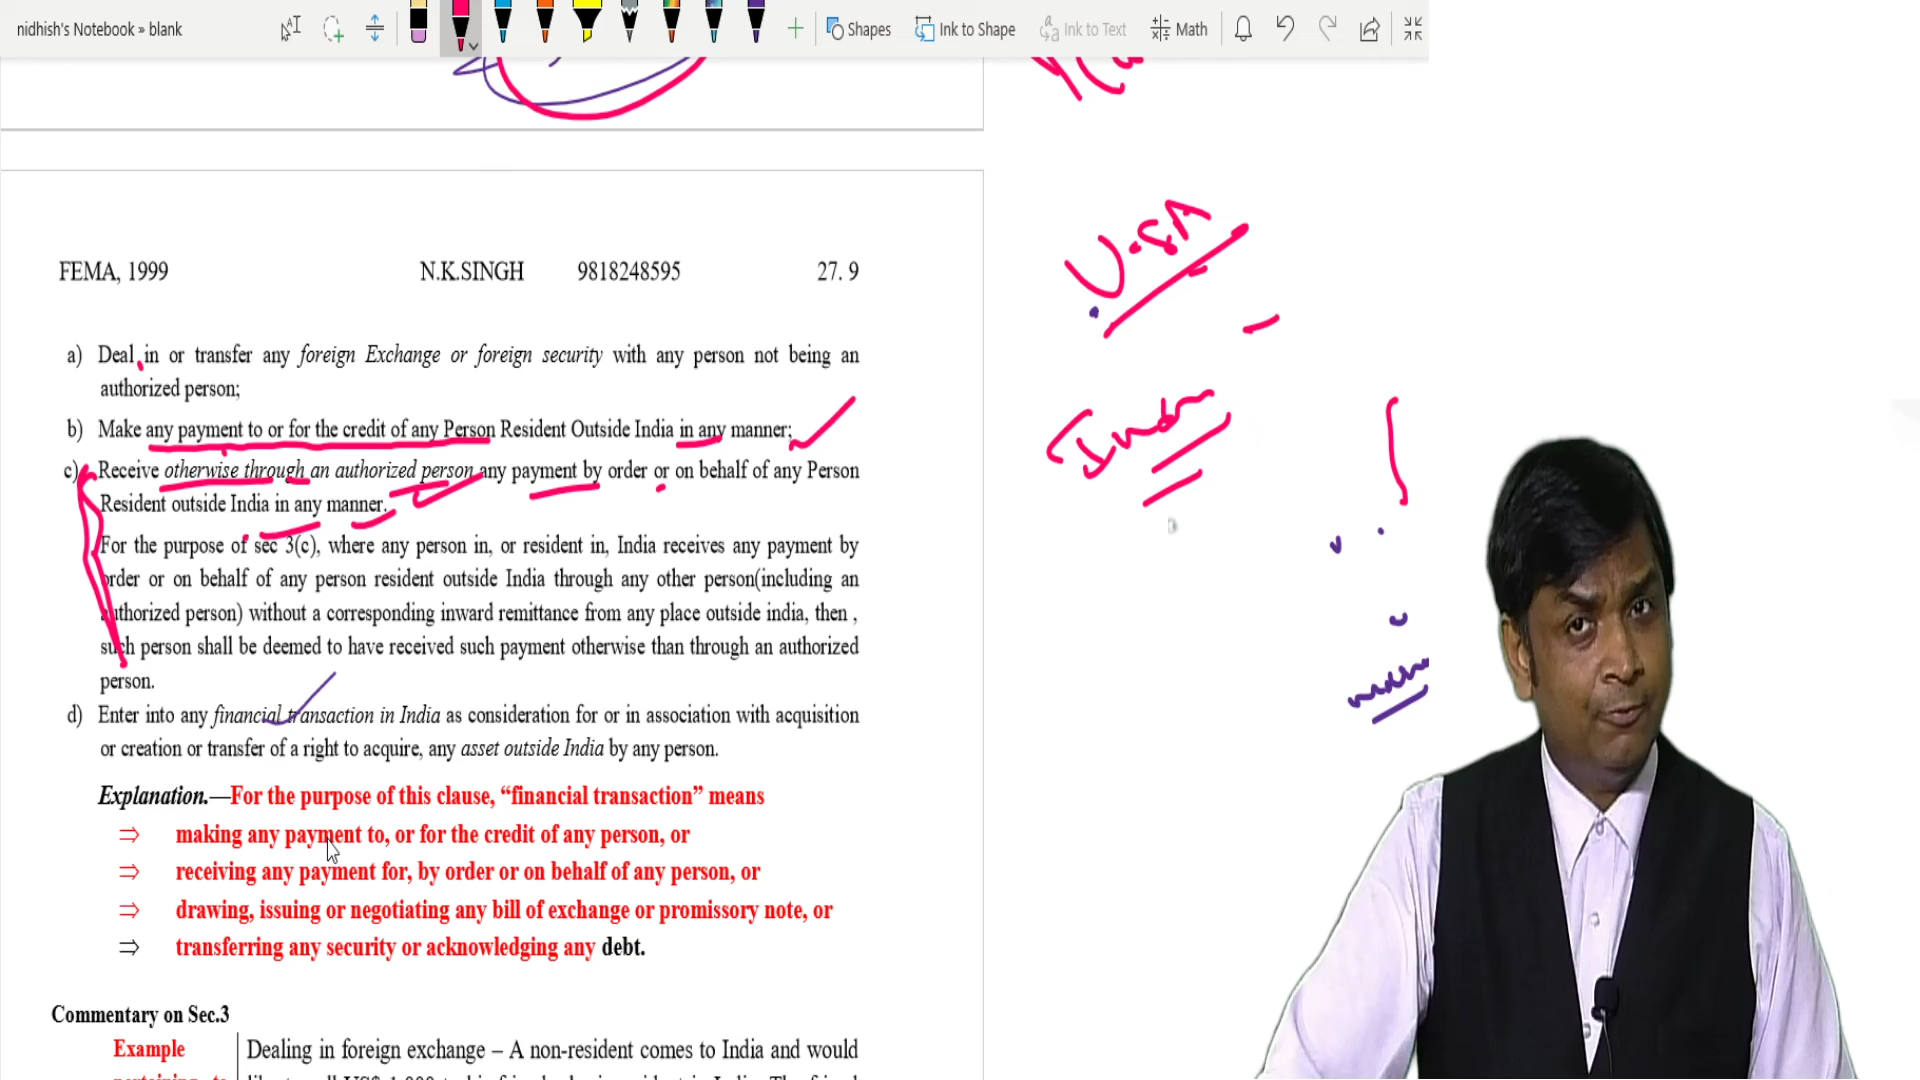 nidhish's Notebook » blank
Shapes
Ink to Shape
Ink to Text
Math
U.SA
FEMA, 1999 N.K.SINGH 9818248595 27. 9
a) Deal in or transfer any foreign Exchange or foreign security with any person not being an
authorized person;
b) Make any payment to or for the credit of any Person Resident Outside India in any manner;
c) Receive otherwise through an authorized person any payment by order or on behalf of any Person
Resident outside India in any manner.
For the purpose of sec 3(c), where any person in, or resident in, India receives any payment by
order or on behalf of any person resident outside India through any other person(including an
authorized person) without a corresponding inward remittance from any place outside india, then ,
such person shall be deemed to have received such payment otherwise than through an authorized
person.
d) Enter into any financial transaction in India as consideration for or in association with acquisition
or creation or transfer of a right to acquire, any asset outside India by any person.
Explanation.—For the purpose of this clause, “financial transaction” means
⇒ making any payment to, or for the credit of any person, or
⇒ receiving any payment for, by order or on behalf of any person, or
⇒ drawing, issuing or negotiating any bill of exchange or promissory note, or
⇒ transferring any security or acknowledging any debt.
Commentary on Sec.3
Example Dealing in foreign exchange – A non-resident comes to India and would